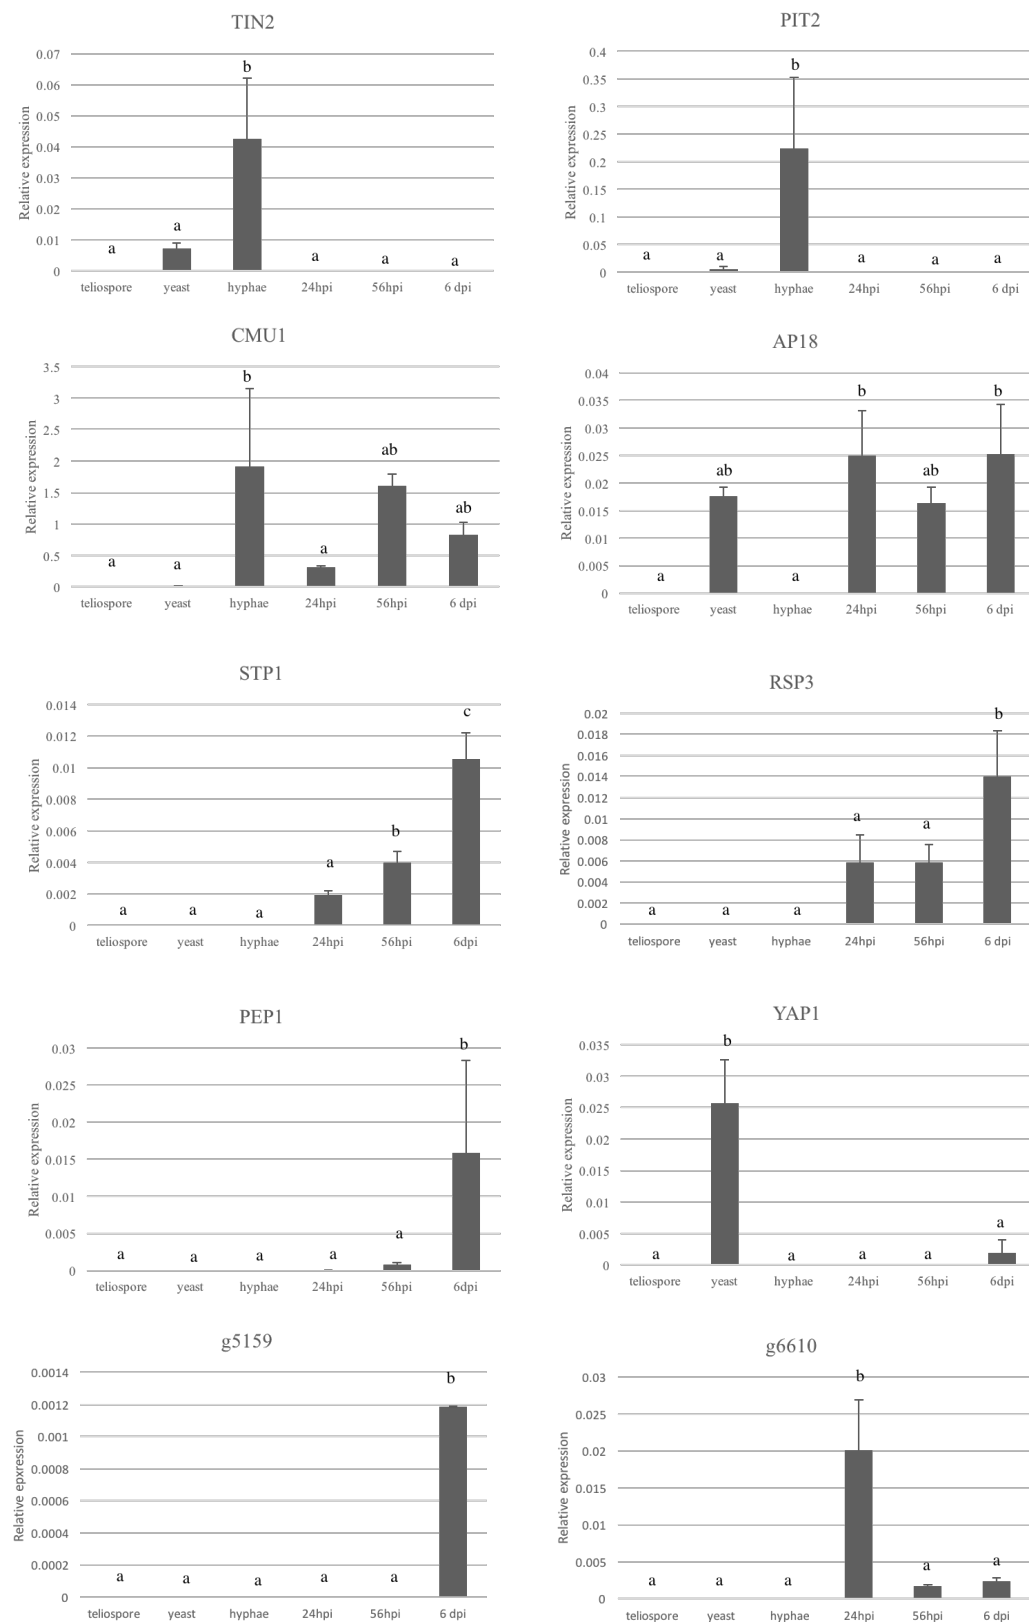 TIN2
Relative expression
0.07
0.06
0.05
0.04
0.03
0.02
0.01
0
a
a
b
a
a
a
teliospore yeast hyphae 24hpi 56hpi 6 dpi
PIT2
Relative expression
0.4
0.35
0.3
0.25
0.2
0.15
0.1
0.05
0
a
a
b
a
a
a
teliospore yeast hyphae 24hpi 56hpi 6 dpi
CMU1
Relative expression
3.5
3
2.5
2
1.5
1
0.5
0
a
a
b
a
ab
ab
teliospore yeast hyphae 24hpi 56hpi 6 dpi
AP18
Relative expression
0.04
0.035
0.03
0.025
0.02
0.015
0.01
0.005
0
a
ab
a
b
ab
b
teliospore yeast hyphae 24hpi 56hpi 6 dpi
STP1
Relative expression
0.014
0.012
0.01
0.008
0.006
0.004
0.002
0
a
a
a
a
b
c
teliospore yeast hyphae 24hpi 56hpi 6dpi
RSP3
Relative expression
0.02
0.018
0.016
0.014
0.012
0.01
0.008
0.006
0.004
0.002
0
a
a
a
a
a
b
teliospore yeast hyphae 24hpi 56hpi 6 dpi
PEP1
Relative expression
0.03
0.025
0.02
0.015
0.01
0.005
0
a
a
a
a
a
b
teliospore yeast hyphae 24hpi 56hpi 6dpi
YAP1
Relative expression
0.035
0.03
0.025
0.02
0.015
0.01
0.005
0
a
b
a
a
a
a
teliospore yeast hyphae 24hpi 56hpi 6dpi
g5159
Relative epxression
0.0014
0.0012
0.001
0.0008
0.0006
0.0004
0.0002
0
a
a
a
a
a
b
teliospore yeast hyphae 24hpi 56hpi 6 dpi
g6610
Relative expression
0.03
0.025
0.02
0.015
0.01
0.005
0
a
a
a
b
a
a
teliospore yeast hyphae 24hpi 56hpi 6 dpi